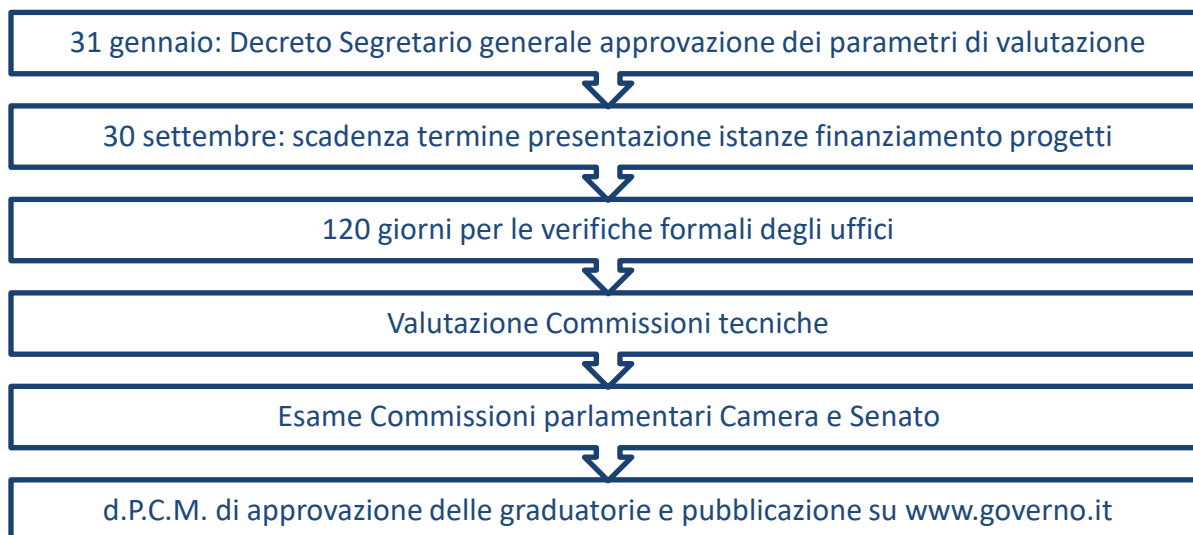 31 gennaio: Decreto Segretario generale approvazione dei parametri di valutazione
30 settembre: scadenza termine presentazione istanze finanziamento progetti
120 giorni per le verifiche formali degli uffici
Valutazione Commissioni tecniche
Esame Commissioni parlamentari Camera e Senato
d.P.C.M. di approvazione delle graduatorie e pubblicazione su www.governo.it